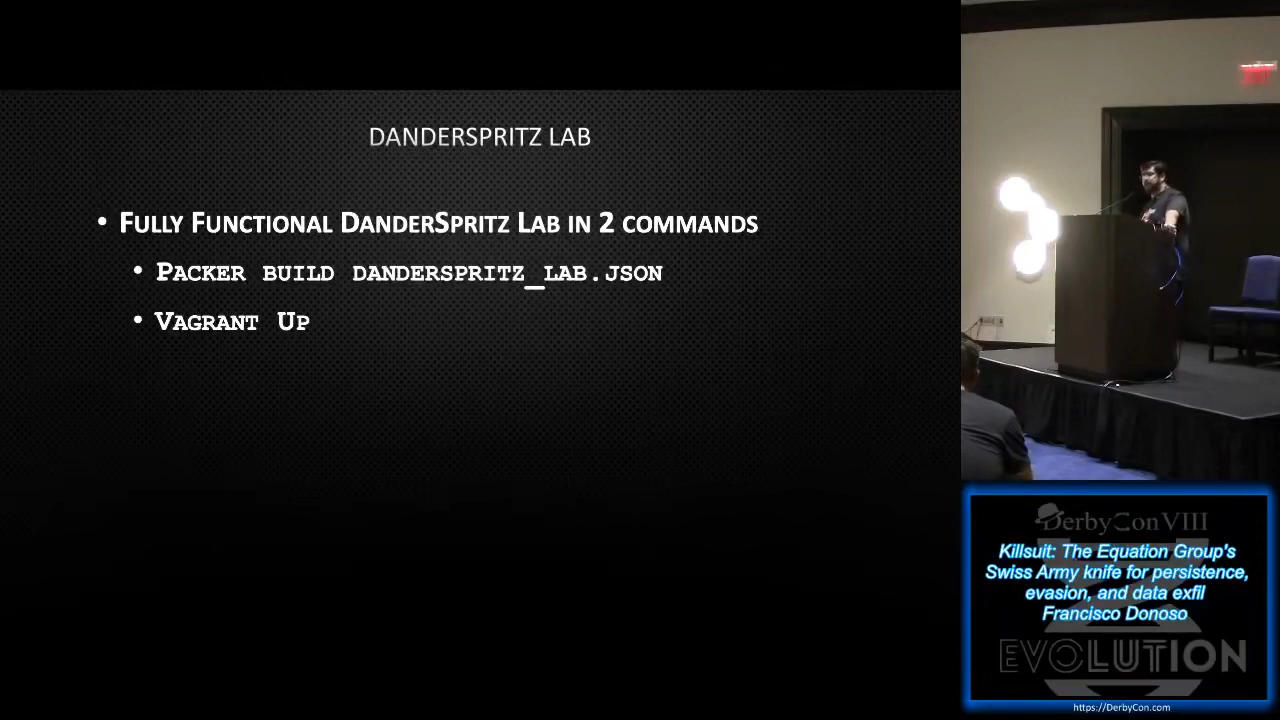 DANDERSPRITZ LAB
• FULLY FUNCTIONAL DANDERSPRITZ LAB IN 2 COMMANDS
• PACKER BUILD DANDERSPRITZ_LAB.JSON
• VAGRANT UP
EXIT
DerbyCon VIII
Killsuit: The Equation Group's
Swiss Army knife for persistence,
evasion, and data exfil
Francisco Donoso
EVOLUTION
https://DerbyCon.com